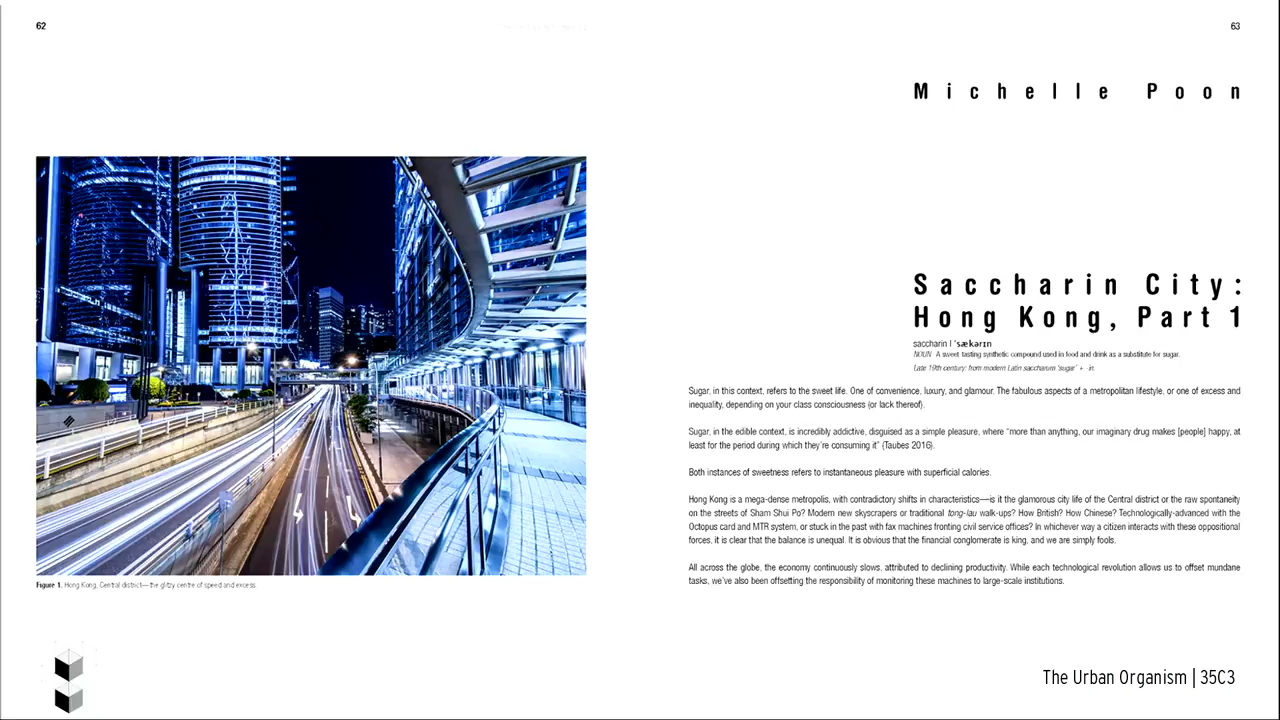 62
63
Michelle Poon
Saccharin City:
Hong Kong, Part 1
saccharin | ˈsækərɪn
NOUN A sweet tasting synthetic compound used in food and drink as a substitute for sugar.
Late 19th century: from modern Latin saccharum 'sugar' + -in.
Sugar, in this context, refers to the sweet life. One of convenience, luxury, and glamour. The fabulous aspects of a metropolitan lifestyle, or one of excess and
inequality, depending on your class consciousness (or lack thereof).
Sugar, in the edible context, is incredibly addictive, disguised as a simple pleasure, where “more than anything, our imaginary drug makes [people] happy, at
least for the period during which they're consuming it” (Taubes 2016).
Both instances of sweetness refers to instantaneous pleasure with superficial calories.
Hong Kong is a mega-dense metropolis, with contradictory shifts in characteristics—is it the glamorous city life of the Central district or the raw spontaneity
on the streets of Sham Shui Po? Modern new skyscrapers or traditional tong-lau walk-ups? How British? How Chinese? Technologically-advanced with the
Octopus card and MTR system, or stuck in the past with fax machines fronting civil service offices? In whichever way a citizen interacts with these oppositional
forces, it is clear that the balance is unequal. It is obvious that the financial conglomerate is king, and we are simply fools.
All across the globe, the economy continuously slows, attributed to declining productivity. While each technological revolution allows us to offset mundane
tasks, we've also been offsetting the responsibility of monitoring these machines to large-scale institutions.
Figure 1. Hong Kong, Central district—the glitzy centre of speed and excess.
The Urban Organism | 35C3